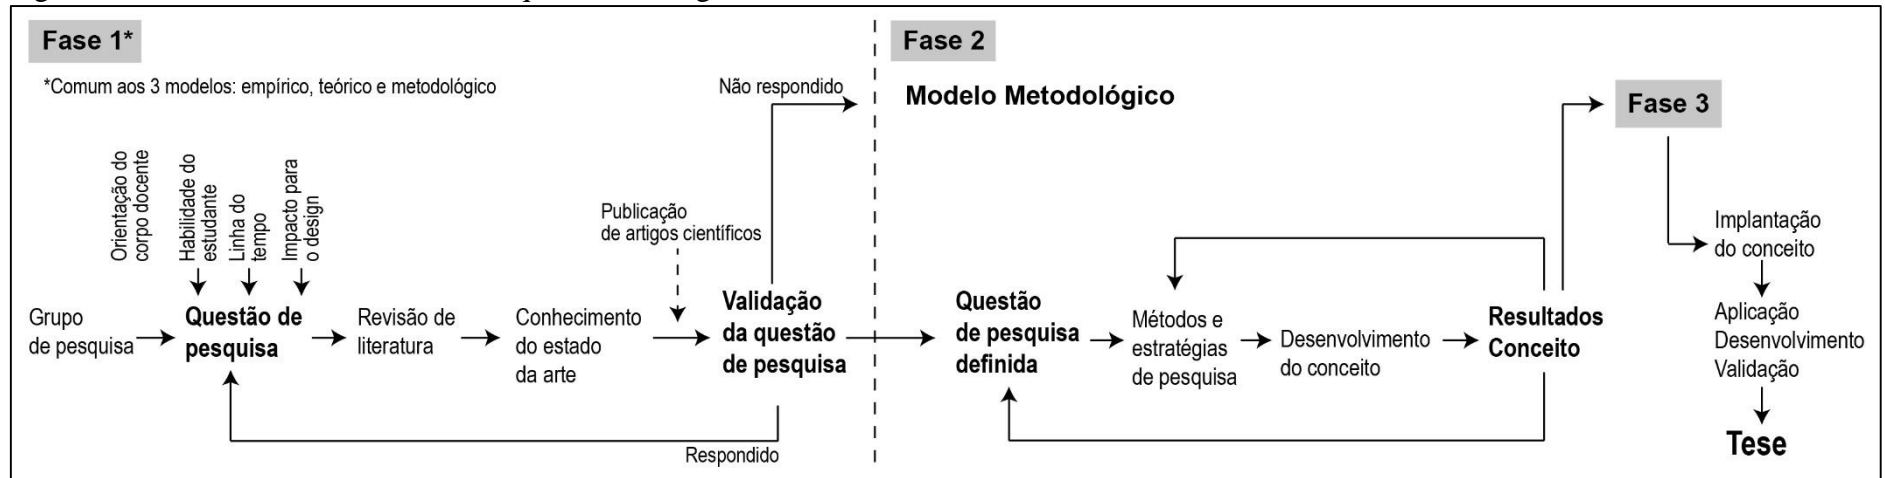 Fase 1*
*Comum aos 3 modelos: empírico, teórico e metodológico
Orientação do
corpo docente
Habilidade do
estudante
Linha do
tempo
Impacto para
o design
Grupo
de pesquisa
Questão de
pesquisa
Revisão de
literatura
Conhecimento
do estado
da arte
Publicação
de artigos científicos
Validação
da questão
de pesquisa
Não respondido
Respondido
Fase 2
Modelo Metodológico
Questão
de pesquisa
definida
Métodos e
estratégias
de pesquisa
Desenvolvimento
do conceito
Resultados
Conceito
Fase 3
Implantação
do conceito
Aplicação
Desenvolvimento
Validação
Tese